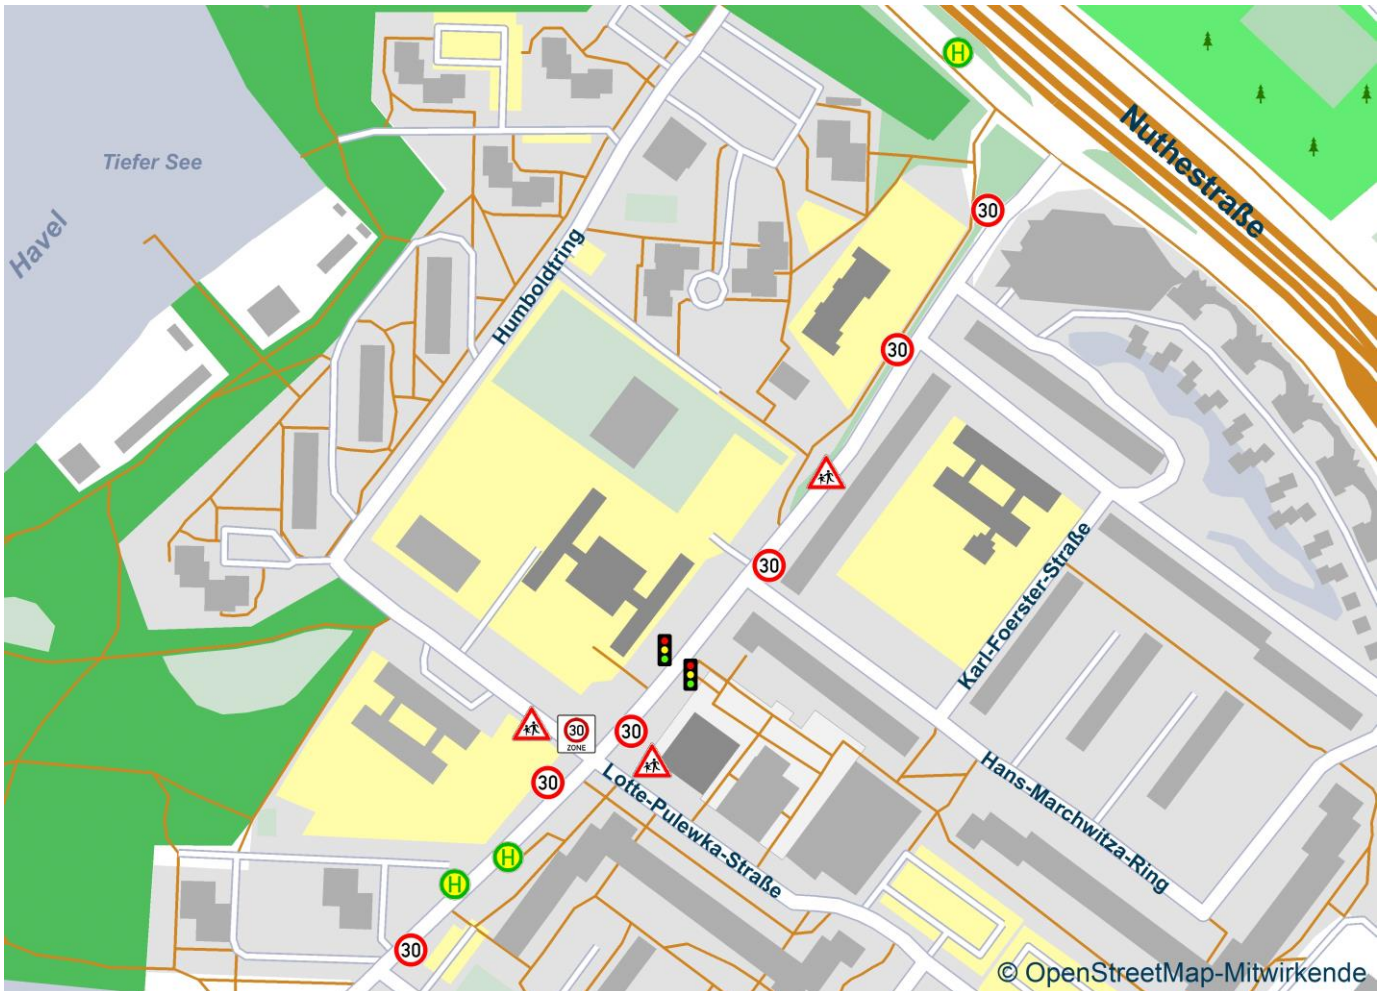 H
Nuthestraße
Tiefer See
30
Havel
Humboldtring
30
30
Karl-Foerster-Straße
30
30
ZONE
30
30
Lotte-Pulewka-Straße
Hans-Marchwitza-Ring
H
H
30
© OpenStreetMap-Mitwirkende